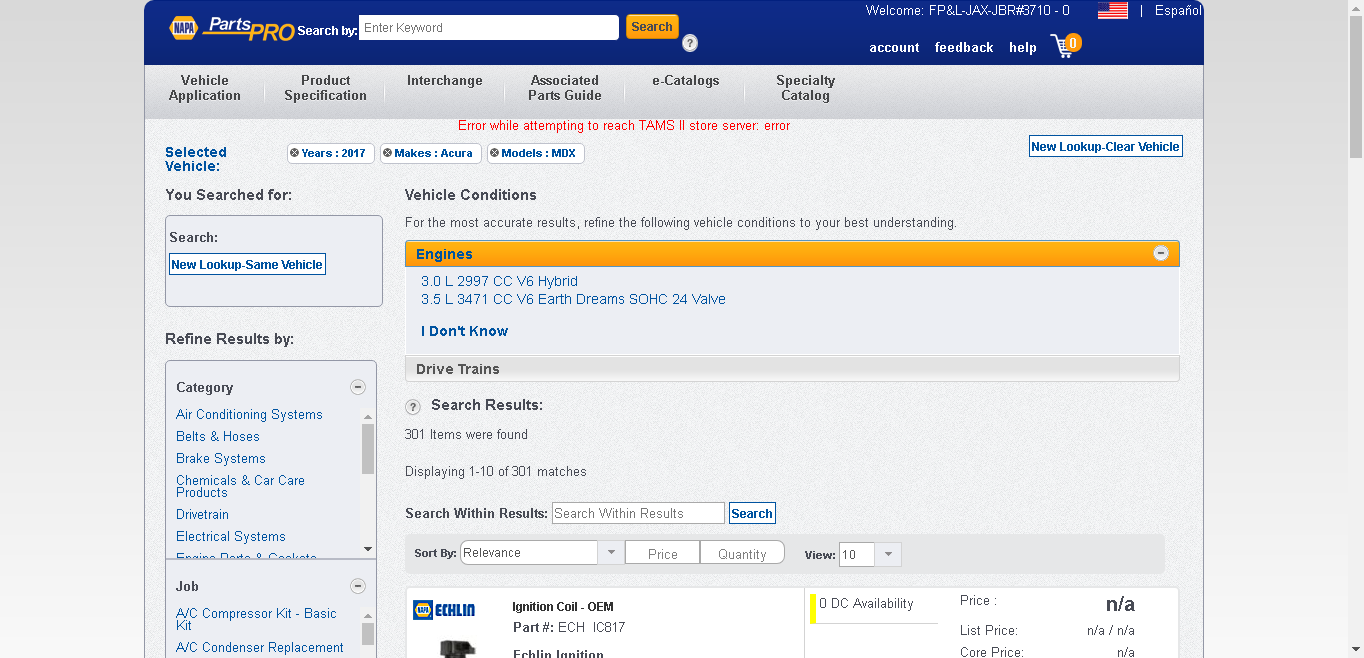 Welcome: FP&L-JAX-JBR#3710 - 0 | Español
NAPA PartsPRO Search by: Enter Keyword Search ?
account feedback help 0
Vehicle Application
Product Specification
Interchange
Associated Parts Guide
e-Catalogs
Specialty Catalog
Error while attempting to reach TAMS II store server: error
Selected Vehicle:
Years : 2017 Makes : Acura Models : MDX
New Lookup-Clear Vehicle
You Searched for:
Search:
New Lookup-Same Vehicle
Refine Results by:
Category
Air Conditioning Systems
Belts & Hoses
Brake Systems
Chemicals & Car Care
Products
Drivetrain
Electrical Systems
Engine Parts & Gaskets
Job
A/C Compressor Kit - Basic
Kit
A/C Condenser Replacement
Vehicle Conditions
For the most accurate results, refine the following vehicle conditions to your best understanding.
Engines
3.0 L 2997 CC V6 Hybrid
3.5 L 3471 CC V6 Earth Dreams SOHC 24 Valve
I Don't Know
Drive Trains
? Search Results:
301 Items were found
Displaying 1-10 of 301 matches
Search Within Results: Search Within Results Search
Sort By: Relevance Price Quantity View: 10
NAPA ECHLIN
Ignition Coil - OEM
Part #: ECH IC817
Echlin Ignition
0 DC Availability
Price : n/a
List Price: n/a / n/a
Core Price: n/a